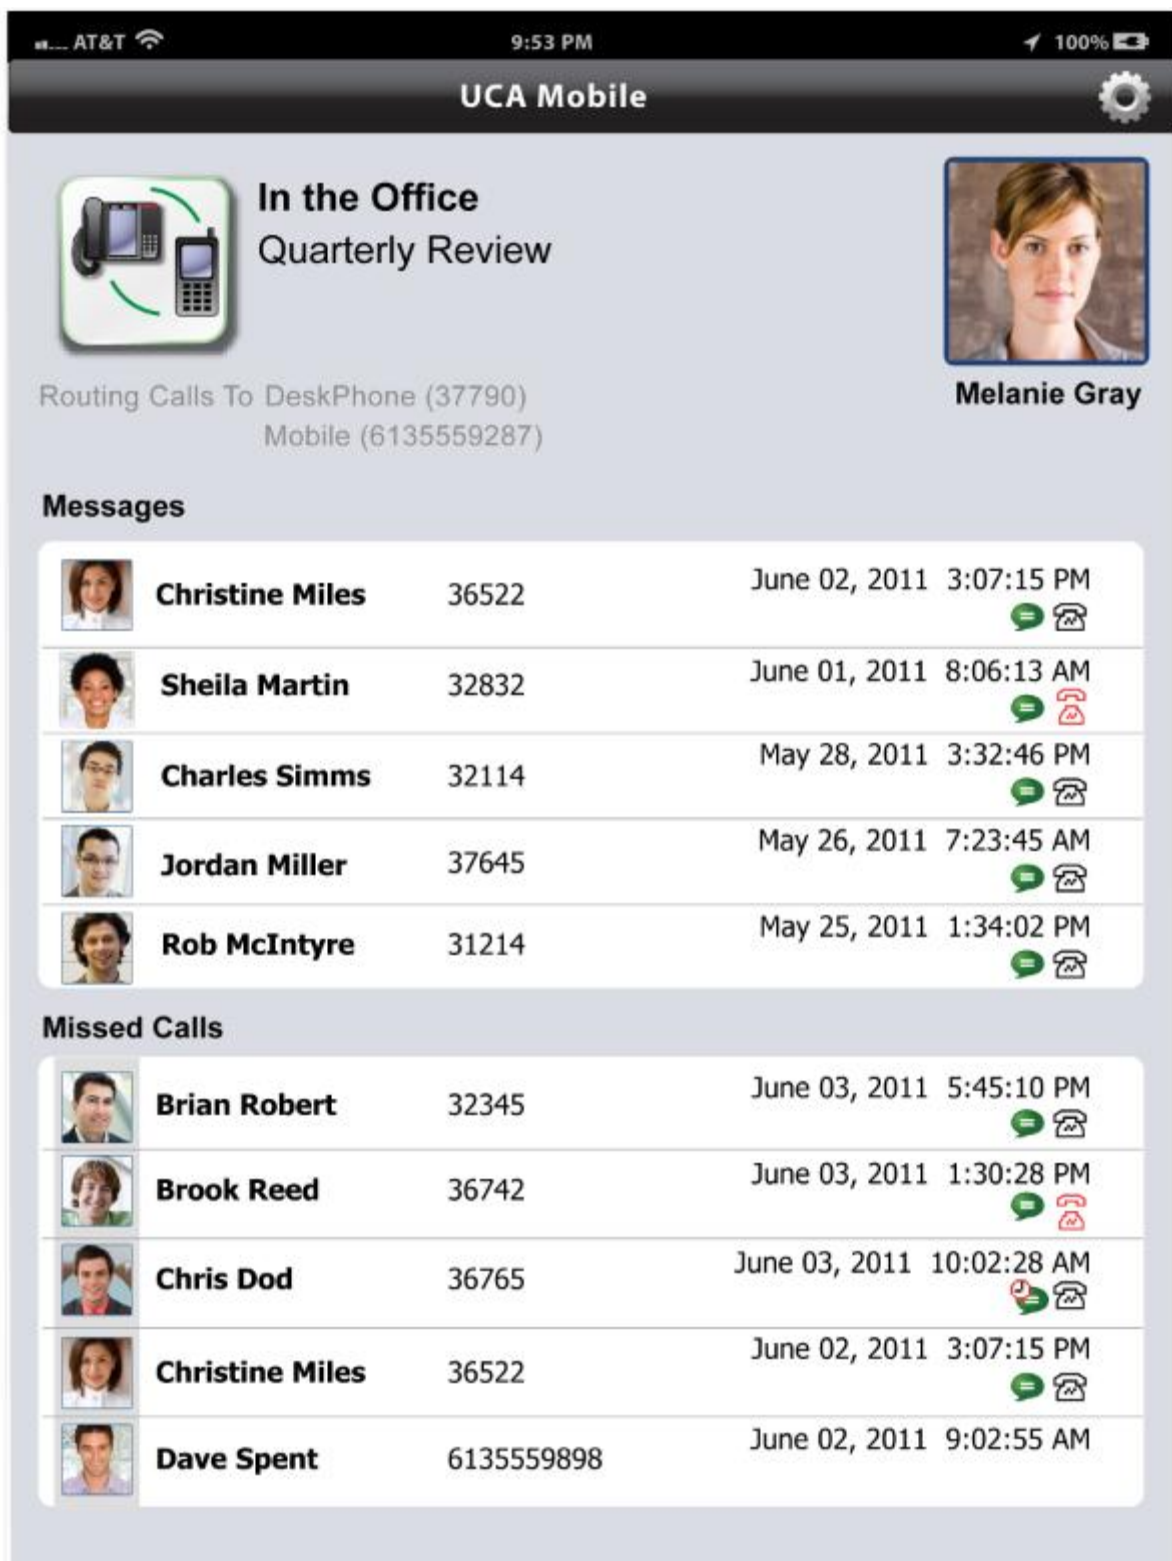 AT&T 9:53 PM 100%
UCA Mobile
In the Office
Quarterly Review
Melanie Gray
Routing Calls To DeskPhone (37790)
Mobile (6135559287)
Messages
Christine Miles 36522 June 02, 2011 3:07:15 PM
Sheila Martin 32832 June 01, 2011 8:06:13 AM
Charles Simms 32114 May 28, 2011 3:32:46 PM
Jordan Miller 37645 May 26, 2011 7:23:45 AM
Rob McIntyre 31214 May 25, 2011 1:34:02 PM
Missed Calls
Brian Robert 32345 June 03, 2011 5:45:10 PM
Brook Reed 36742 June 03, 2011 1:30:28 PM
Chris Dod 36765 June 03, 2011 10:02:28 AM
Christine Miles 36522 June 02, 2011 3:07:15 PM
Dave Spent 6135559898 June 02, 2011 9:02:55 AM